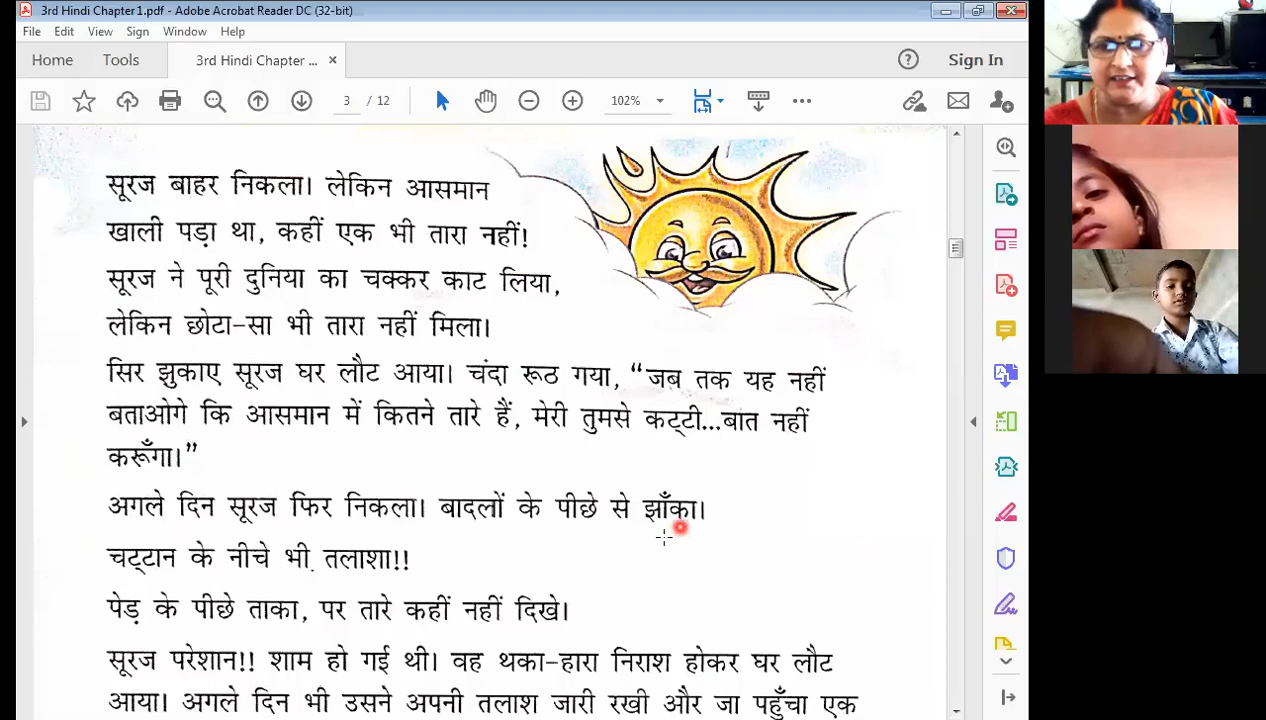 3rd Hindi Chapter1.pdf - Adobe Acrobat Reader DC (32-bit)
File Edit View Sign Window Help
Home Tools 3rd Hindi Chapter ... × Sign In
3 / 12 102%
सूरज बाहर निकला। लेकिन आसमान
खाली पड़ा था, कहीं एक भी तारा नहीं!
सूरज ने पूरी दुनिया का चक्कर काट लिया,
लेकिन छोटा-सा भी तारा नहीं मिला।
सिर झुकाए सूरज घर लौट आया। चंदा रूठ गया, “जब तक यह नहीं
बताओगे कि आसमान में कितने तारे हैं, मेरी तुमसे कट्टी...बात नहीं
करूँगा।”
अगले दिन सूरज फिर निकला। बादलों के पीछे से झाँका।
चट्टान के नीचे भी तलाशा!!
पेड़ के पीछे ताका, पर तारे कहीं नहीं दिखे।
सूरज परेशान!! शाम हो गई थी। वह थका-हारा निराश होकर घर लौट
आया। अगले दिन भी उसने अपनी तलाश जारी रखी और जा पहुँचा एक